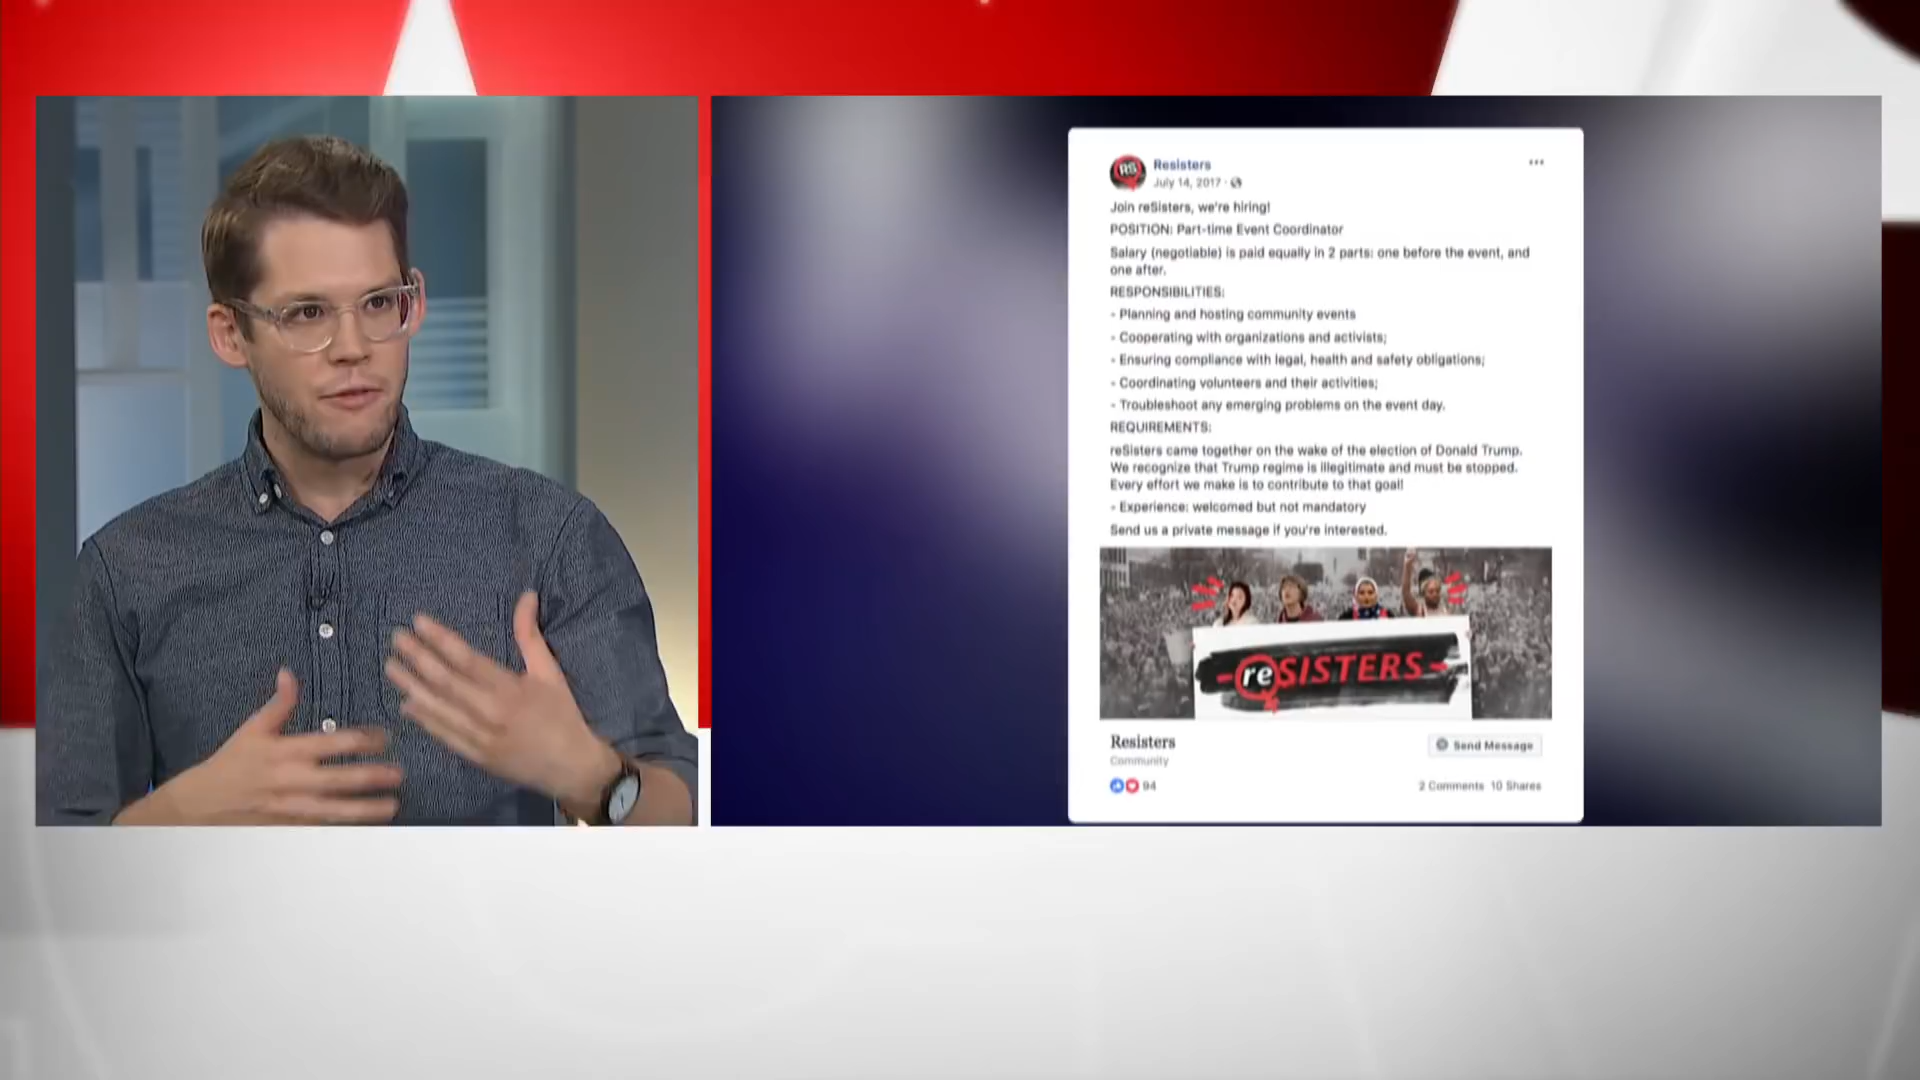 RS
Resisters
July 14, 2017 ·
Join reSisters, we're hiring!
POSITION: Part-time Event Coordinator
Salary (negotiable) is paid equally in 2 parts: one before the event, and
one after.
RESPONSIBILITIES:
- Planning and hosting community events
- Cooperating with organizations and activists;
- Ensuring compliance with legal, health and safety obligations;
- Coordinating volunteers and their activities;
- Troubleshoot any emerging problems on the event day.
REQUIREMENTS:
reSisters came together on the wake of the election of Donald Trump.
We recognize that Trump regime is illegitimate and must be stopped.
Every effort we make is to contribute to that goal!
- Experience: welcomed but not mandatory
Send us a private message if you're interested.
-reSISTERS-
Resisters
Send Message
Community
94
2 Comments 10 Shares